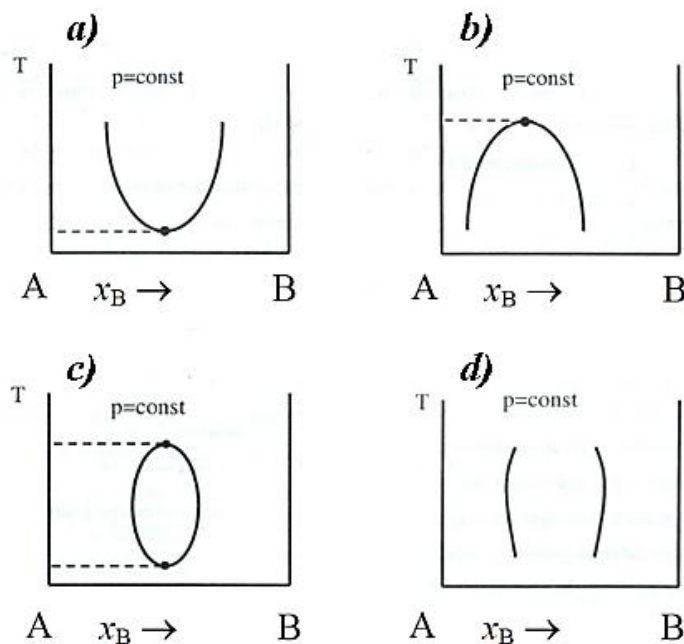 a)
T
p=const
A
x_B →
B
b)
T
p=const
A
x_B →
B
c)
T
p=const
A
x_B →
B
d)
T
p=const
A
x_B →
B